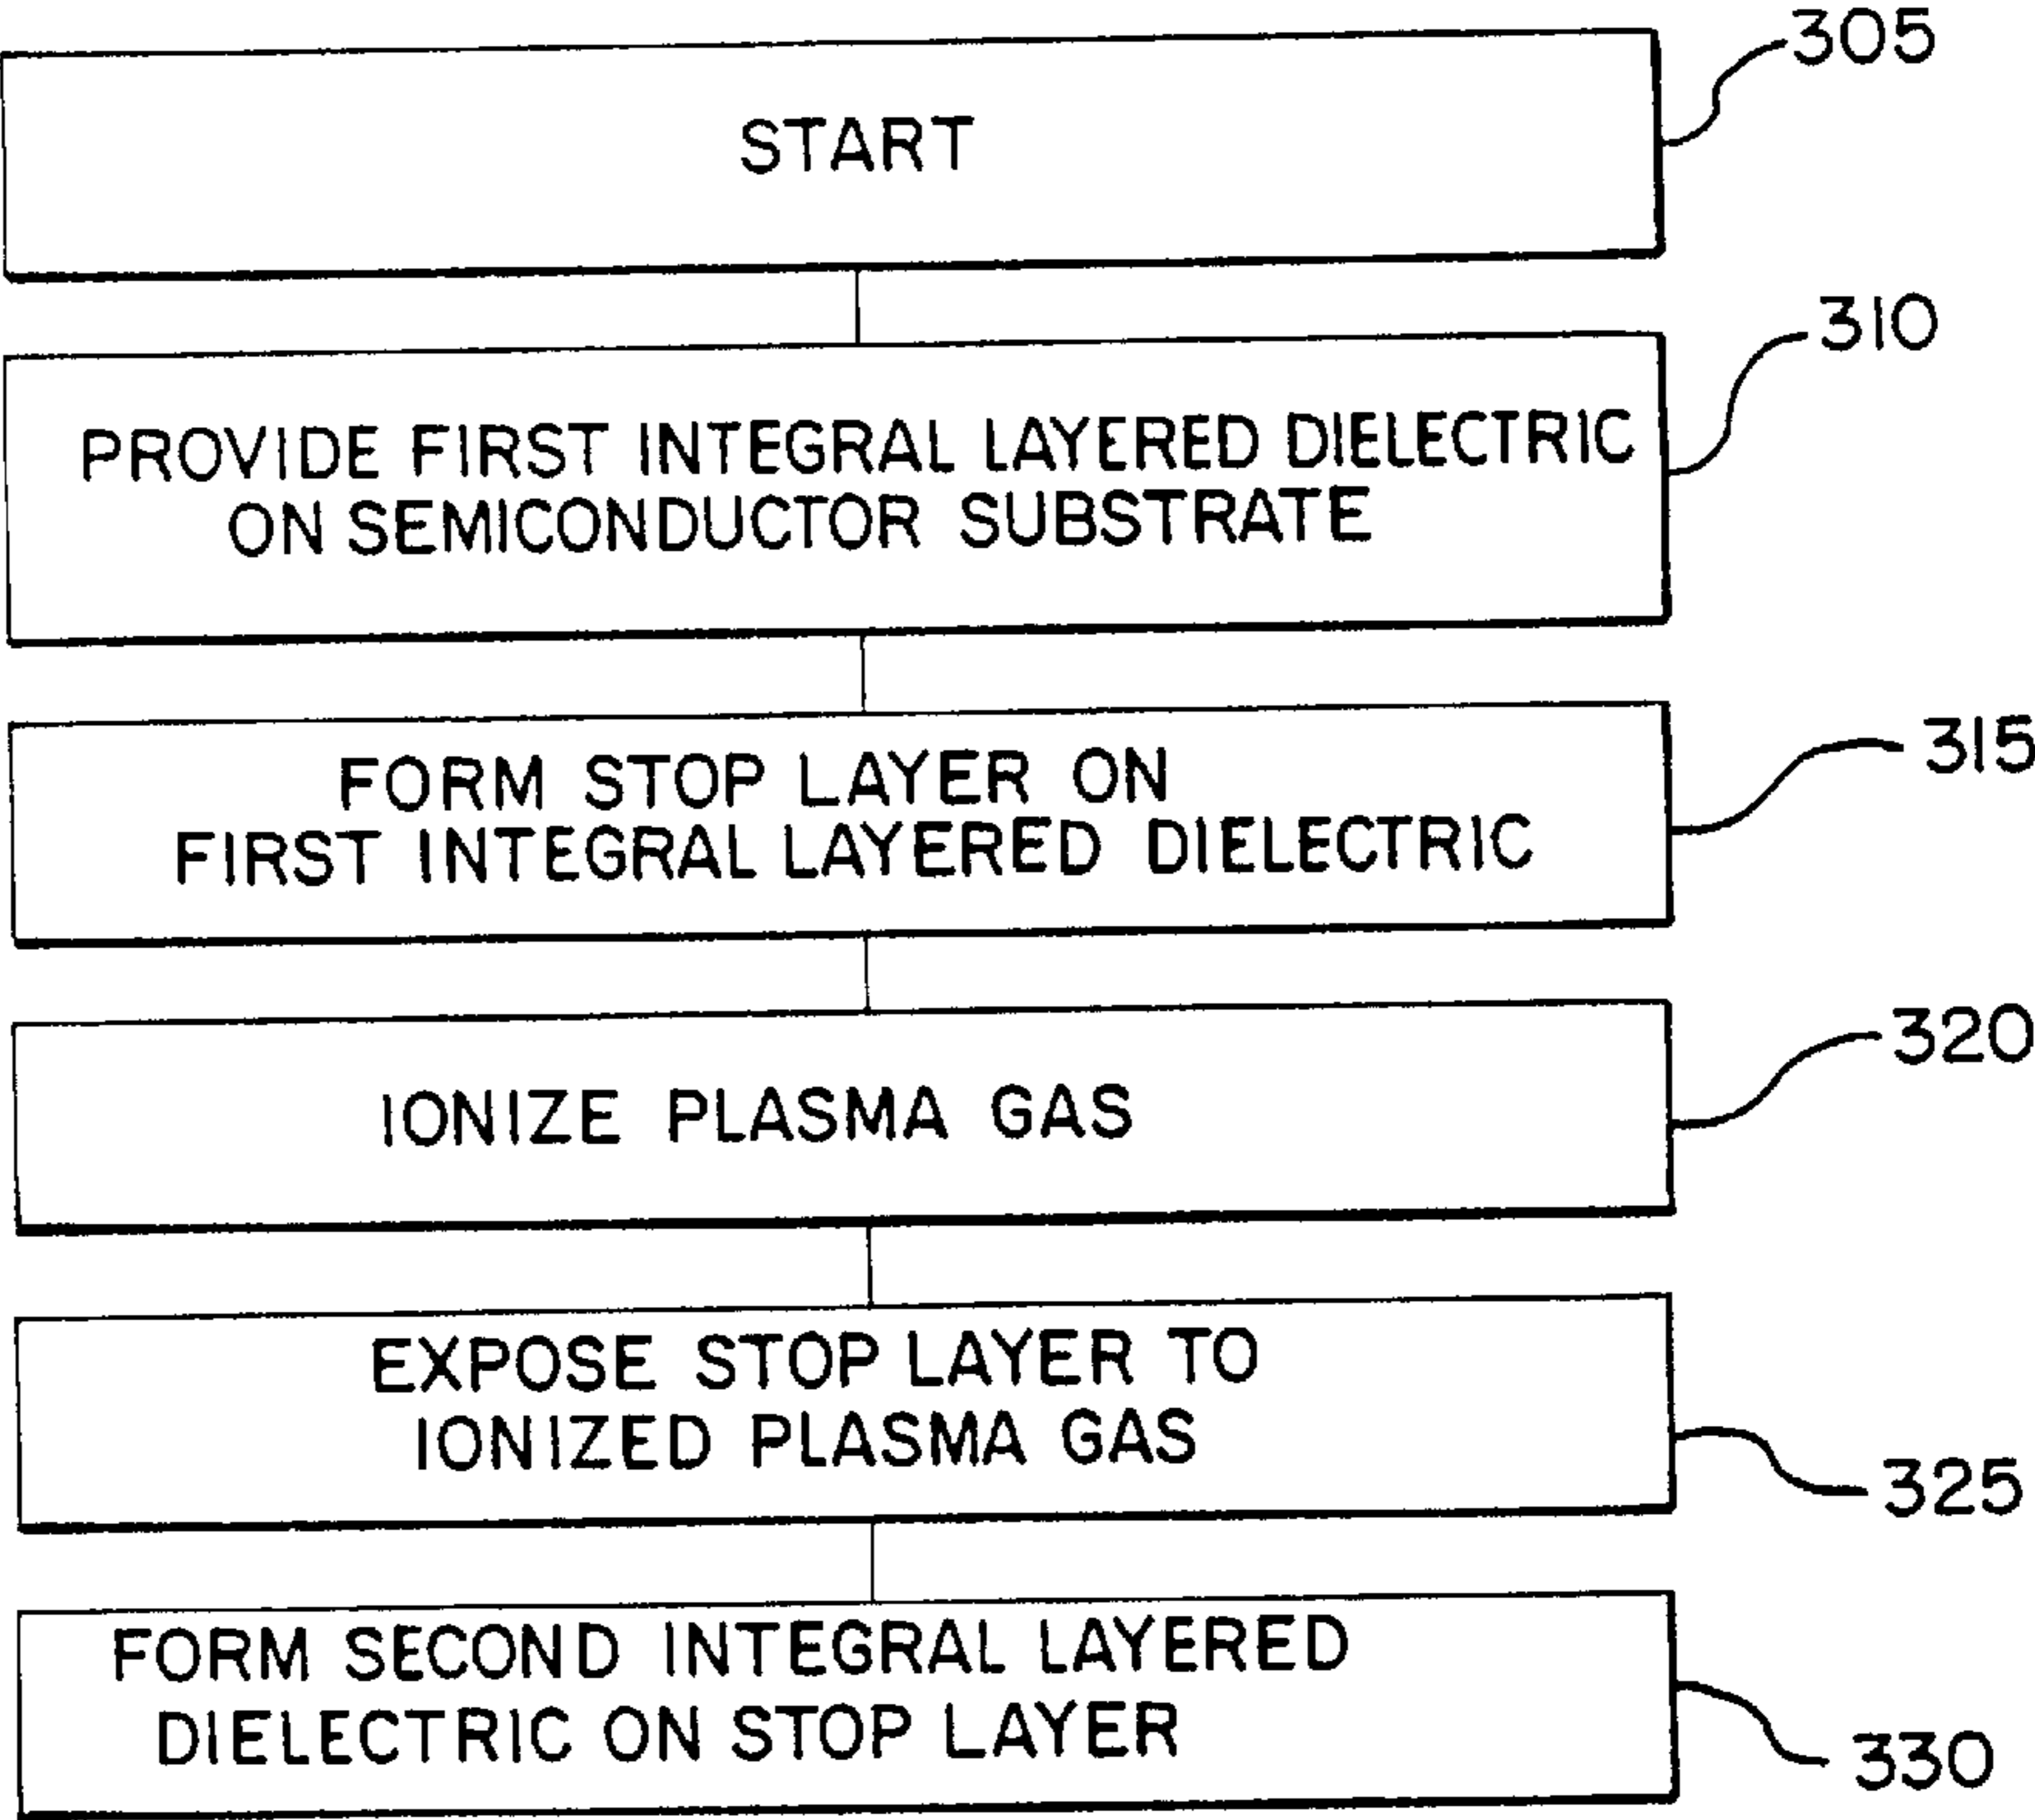 305
START
310
PROVIDE FIRST INTEGRAL LAYERED DIELECTRIC
ON SEMICONDUCTOR SUBSTRATE
315
FORM STOP LAYER ON
FIRST INTEGRAL LAYERED DIELECTRIC
320
IONIZE PLASMA GAS
EXPOSE STOP LAYER TO
IONIZED PLASMA GAS
325
FORM SECOND INTEGRAL LAYERED
DIELECTRIC ON STOP LAYER
330